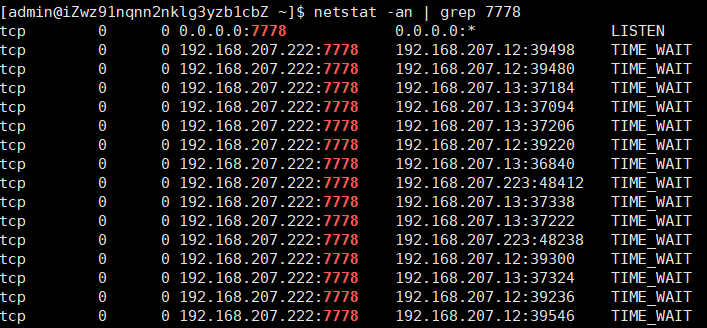 [admin@iZwz91nqnn2nklg3yzb1cbZ ~]$ netstat -an | grep 7778
tcp        0      0 0.0.0.0:7778            0.0.0.0:*               LISTEN
tcp        0      0 192.168.207.222:7778    192.168.207.12:39498    TIME_WAIT
tcp        0      0 192.168.207.222:7778    192.168.207.12:39480    TIME_WAIT
tcp        0      0 192.168.207.222:7778    192.168.207.13:37184    TIME_WAIT
tcp        0      0 192.168.207.222:7778    192.168.207.13:37094    TIME_WAIT
tcp        0      0 192.168.207.222:7778    192.168.207.13:37206    TIME_WAIT
tcp        0      0 192.168.207.222:7778    192.168.207.12:39220    TIME_WAIT
tcp        0      0 192.168.207.222:7778    192.168.207.13:36840    TIME_WAIT
tcp        0      0 192.168.207.222:7778    192.168.207.223:48412   TIME_WAIT
tcp        0      0 192.168.207.222:7778    192.168.207.13:37338    TIME_WAIT
tcp        0      0 192.168.207.222:7778    192.168.207.13:37222    TIME_WAIT
tcp        0      0 192.168.207.222:7778    192.168.207.223:48238   TIME_WAIT
tcp        0      0 192.168.207.222:7778    192.168.207.12:39300    TIME_WAIT
tcp        0      0 192.168.207.222:7778    192.168.207.13:37324    TIME_WAIT
tcp        0      0 192.168.207.222:7778    192.168.207.12:39236    TIME_WAIT
tcp        0      0 192.168.207.222:7778    192.168.207.12:39546    TIME_WAIT